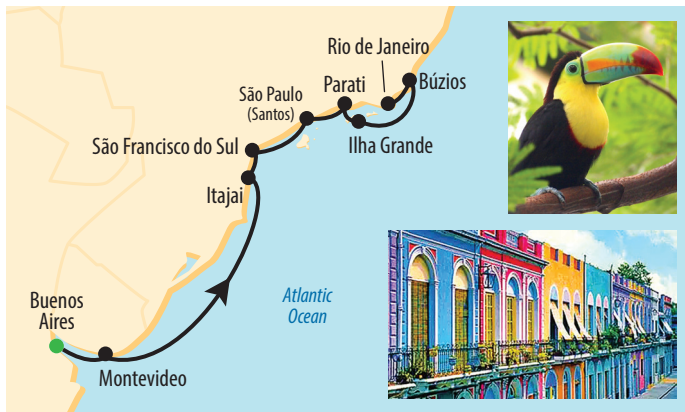 Rio de Janeiro
Parati
Búzios
São Paulo
(Santos)
São Francisco do Sul
Ilha Grande
Itajai
Buenos
Aires
Atlantic
Ocean
Montevideo